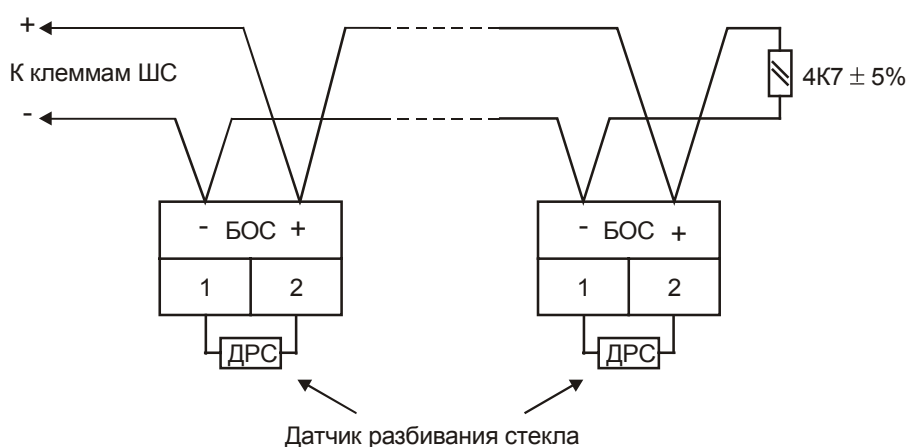 +
К клеммам ШС
-
4К7 ± 5%
- БОС +
1 2
ДРС
- БОС +
1 2
ДРС
Датчик разбивания стекла